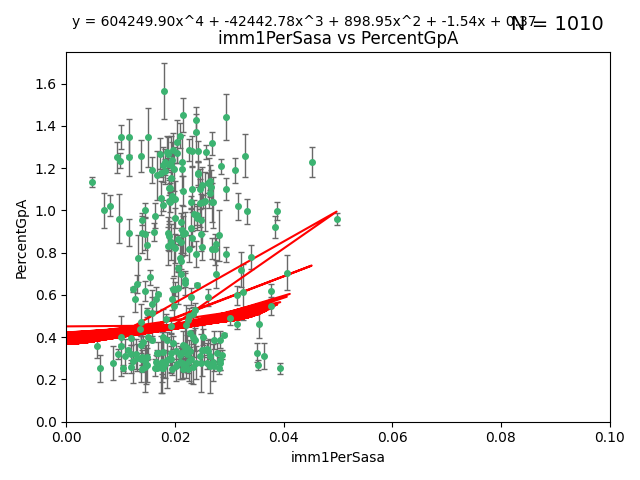 y = 604249.90x^4 + -42442.78x^3 + 898.95x^2 + -1.54x + 0.37
N = 1010
imm1PerSasa vs PercentGpA
1.6
1.4
1.2
1.0
0.8
0.6
0.4
0.2
0.0
PercentGpA
0.00 0.02 0.04 0.06 0.08 0.10
imm1PerSasa